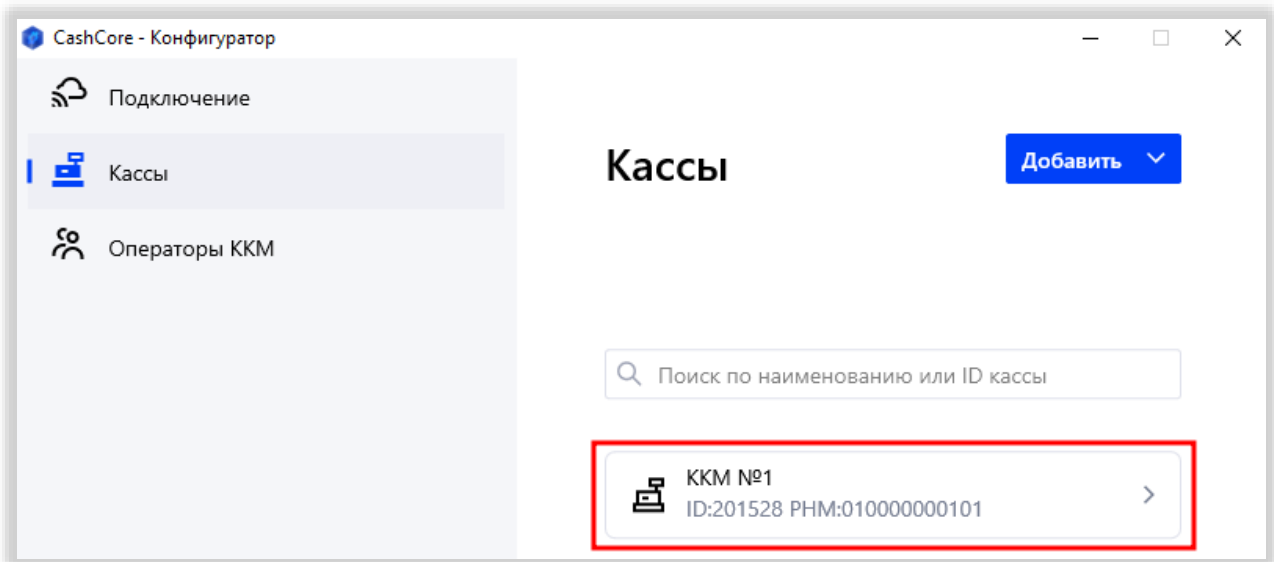 CashCore - Конфигуратор
Подключение
Кассы
Операторы ККМ
Кассы
Добавить
Поиск по наименованию или ID кассы
ККМ №1
ID:201528 РНМ:010000000101